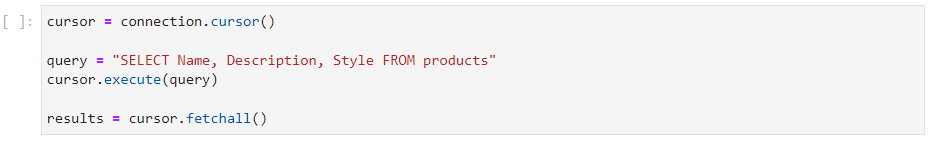 [ ]: cursor = connection.cursor()
query = "SELECT Name, Description, Style FROM products"
cursor.execute(query)
results = cursor.fetchall()